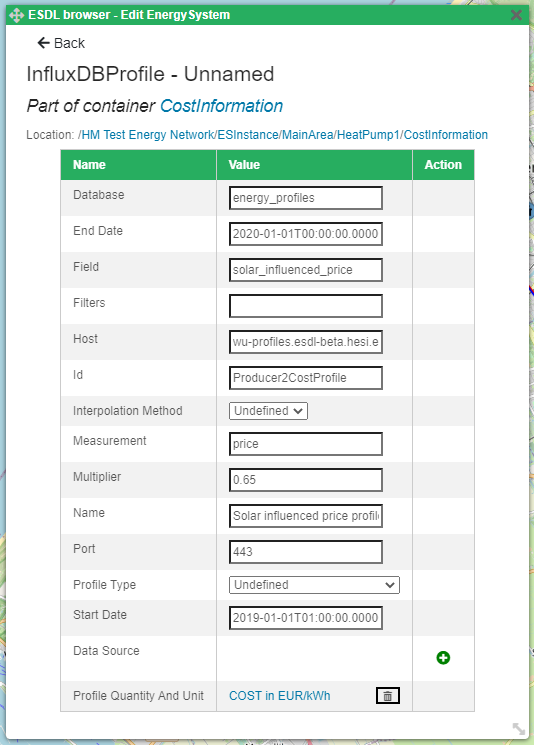 ESDL browser - Edit EnergySystem
Back
InfluxDBProfile - Unnamed
Part of container CostInformation
Location: /HM Test Energy Network/ESInstance/MainArea/HeatPump1/CostInformation
Name Value Action
Database energy_profiles
End Date 2020-01-01T00:00:00.0000
Field solar_influenced_price
Filters
Host wu-profiles.esdl-beta.hesi.e
Id Producer2CostProfile
Interpolation Method Undefined
Measurement price
Multiplier 0.65
Name Solar influenced price profil
Port 443
Profile Type Undefined
Start Date 2019-01-01T01:00:00.0000
Data Source
Profile Quantity And Unit COST in EUR/kWh